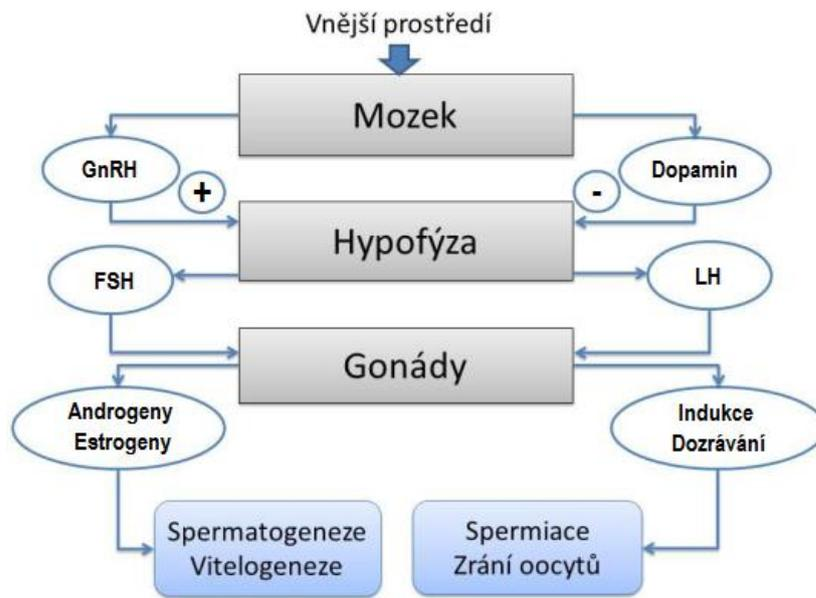 Vnější prostředí
Mozek
GnRH
+
-
Dopamin
Hypofýza
FSH
LH
Gonády
Androgeny
Estrogeny
Indukce
Dozrávání
Spermatogeneze
Vitelogeneze
Spermiace
Zrání oocytů